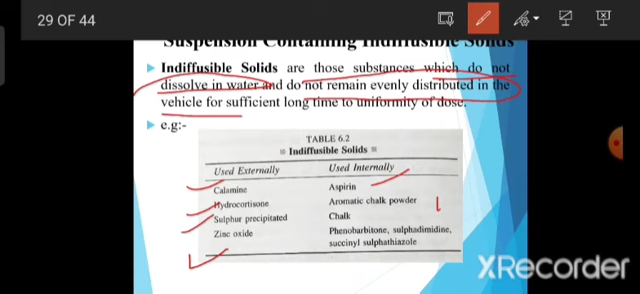 29 OF 44
Suspension Containing Indiffusible Solids
Indiffusible Solids are those substances which do not
dissolve in water and do not remain evenly distributed in the
vehicle for sufficient long time to uniformity of dose.
e.g:-
TABLE 6.2
Indiffusible Solids
Used Externally Used Internally
Calamine Aspirin
Hydrocortisone Aromatic chalk powder
Sulphur precipitated Chalk
Zinc oxide Phenobarbitone, sulphadimidine,
succinyl sulphathiazole
XRecorder